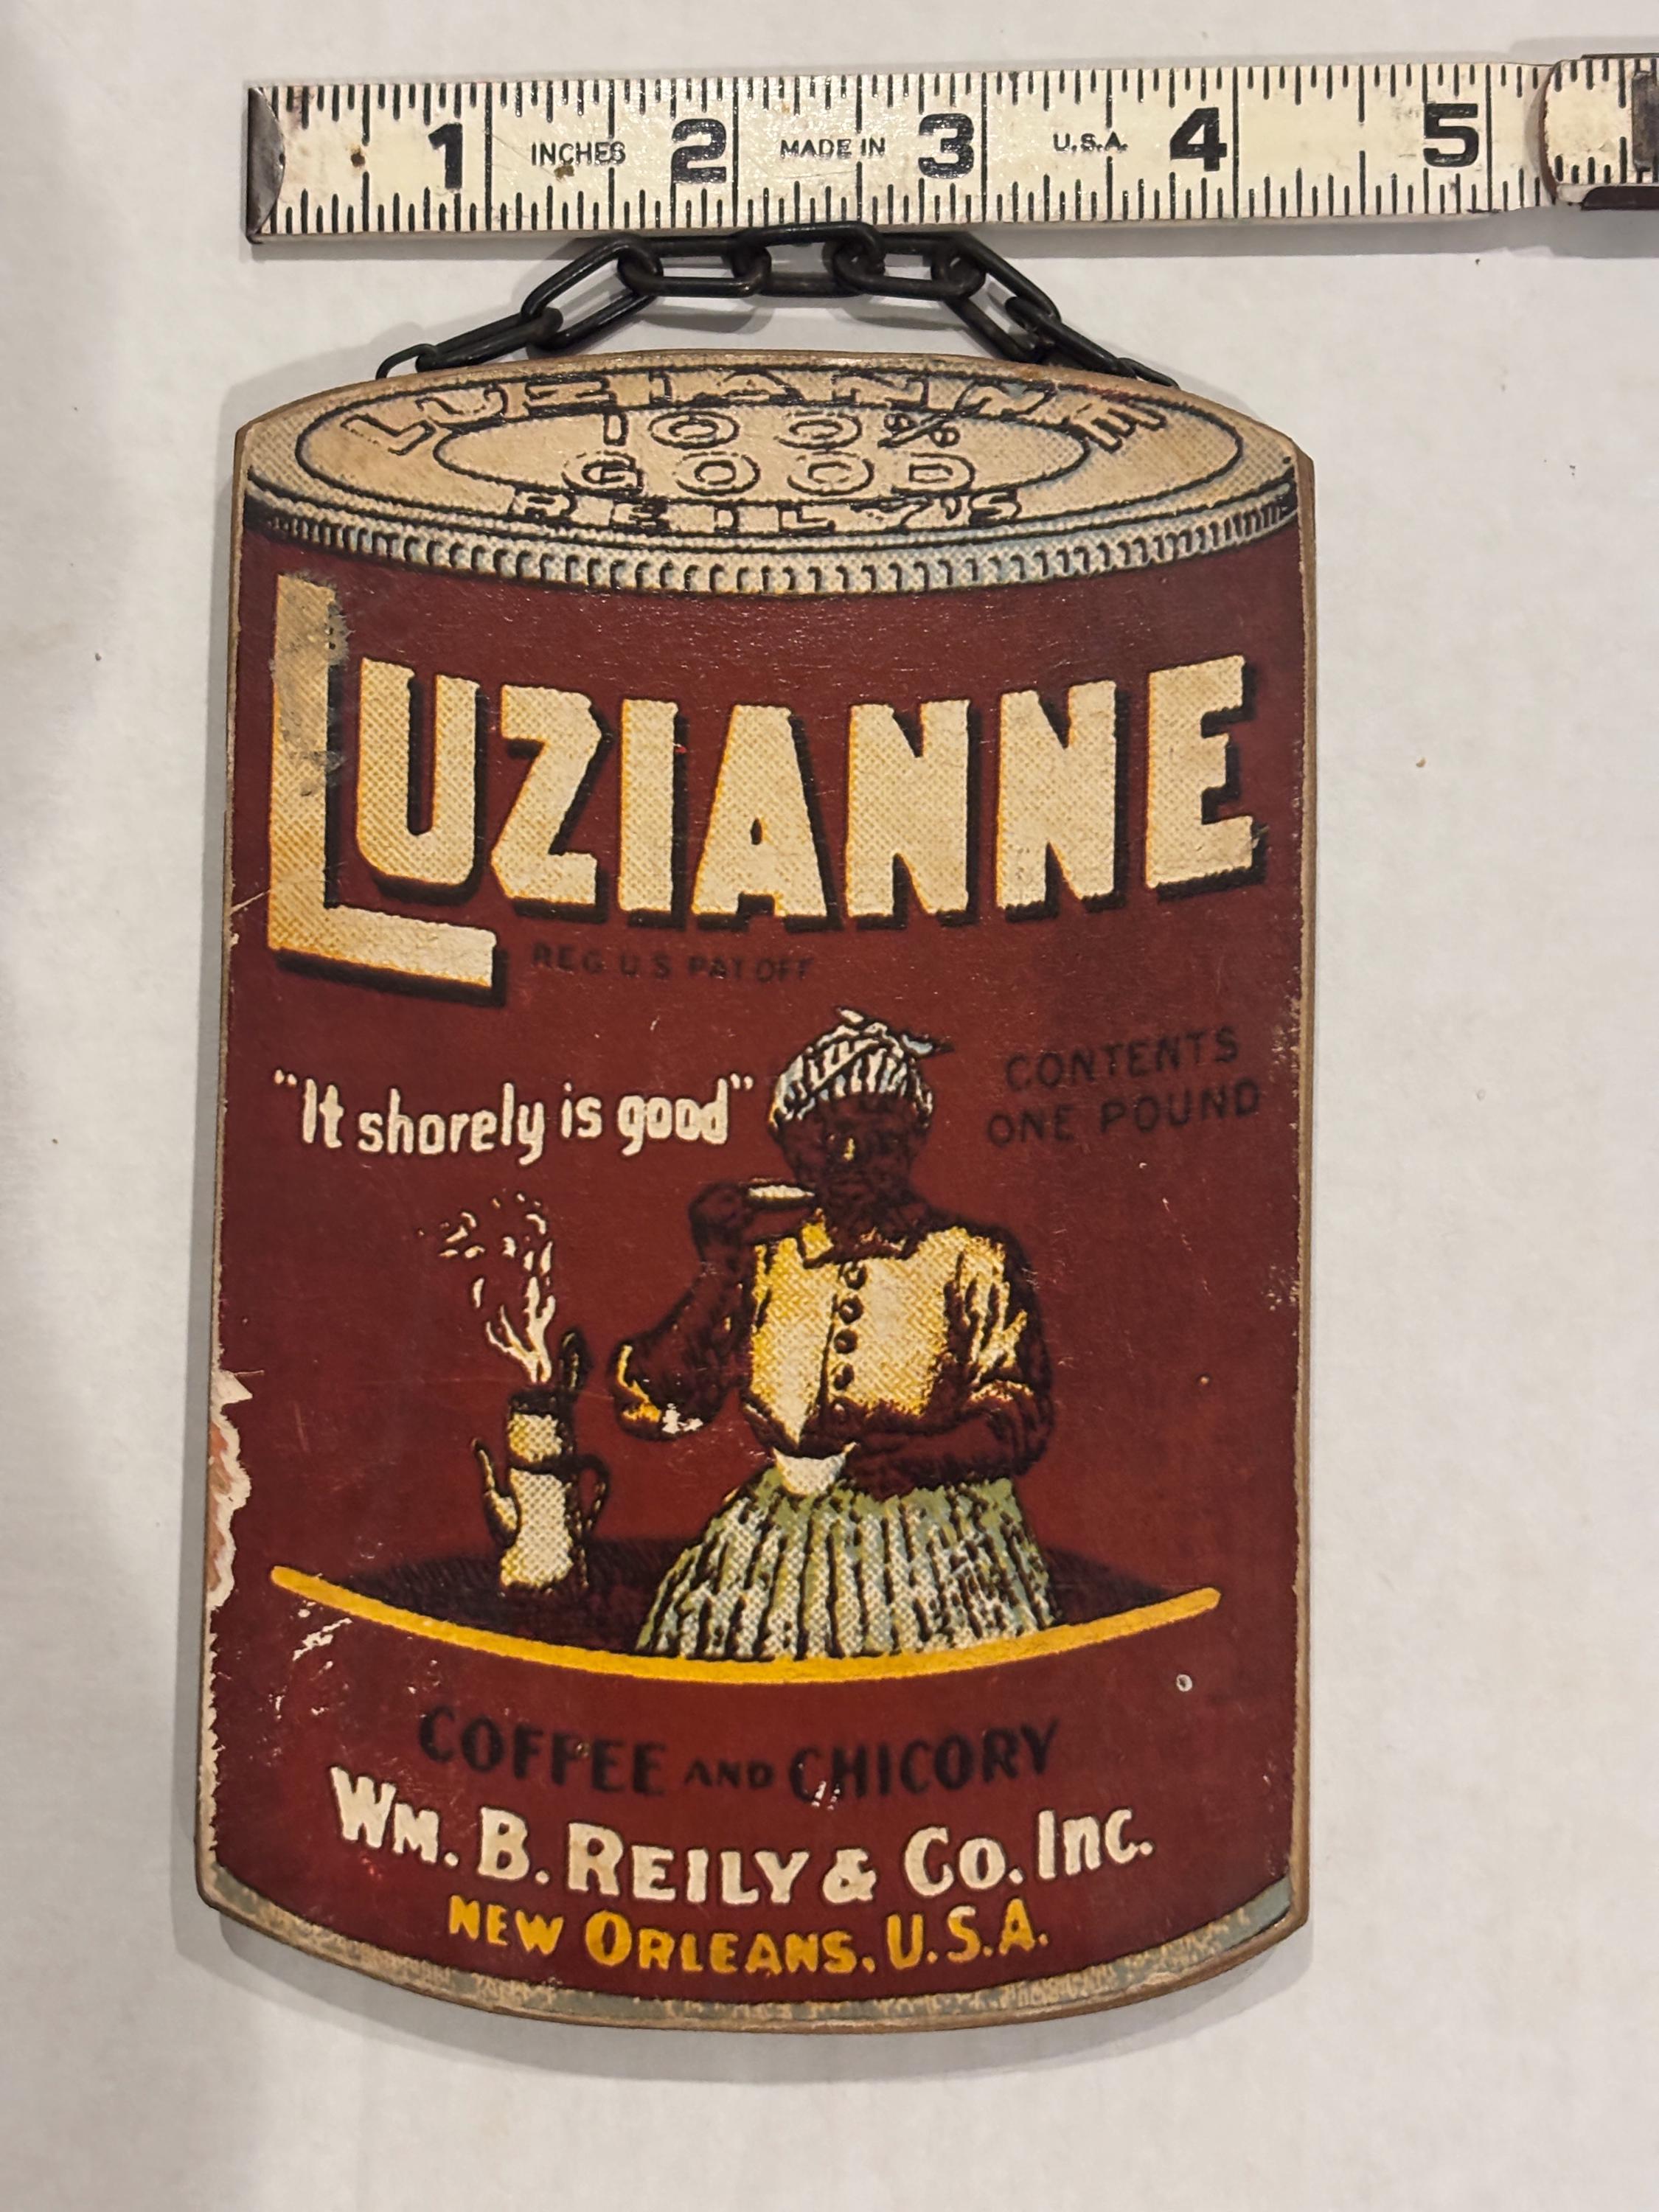 1 INCHES 2 MADE IN 3 U.S.A. 4 5
LUZIANNE
100%
GOOD
REILY'S
LUZIANNE
REG U S PAT OFF
"It shorely is good"
CONTENTS
ONE POUND
COFFEE AND CHICORY
WM. B. REILY & Co. Inc.
NEW ORLEANS, U.S.A.